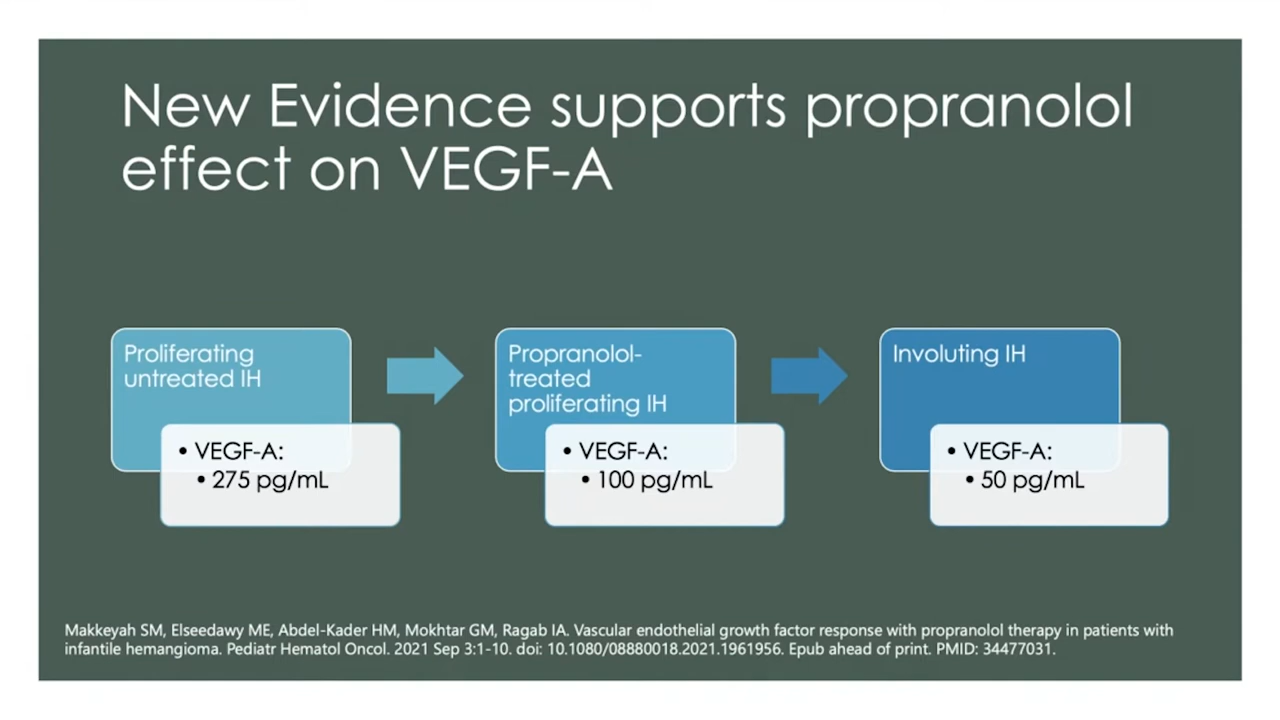 New Evidence supports propranolol
effect on VEGF-A
Proliferating
untreated IH
• VEGF-A:
• 275 pg/mL
Propranolol-
treated
proliferating IH
• VEGF-A:
• 100 pg/mL
Involuting IH
• VEGF-A:
• 50 pg/mL
Makkeyah SM, Elseedawy ME, Abdel-Kader HM, Mokhtar GM, Ragab IA. Vascular endothelial growth factor response with propranolol therapy in patients with
infantile hemangioma. Pediatr Hematol Oncol. 2021 Sep 3:1-10. doi: 10.1080/08880018.2021.1961956. Epub ahead of print. PMID: 34477031.